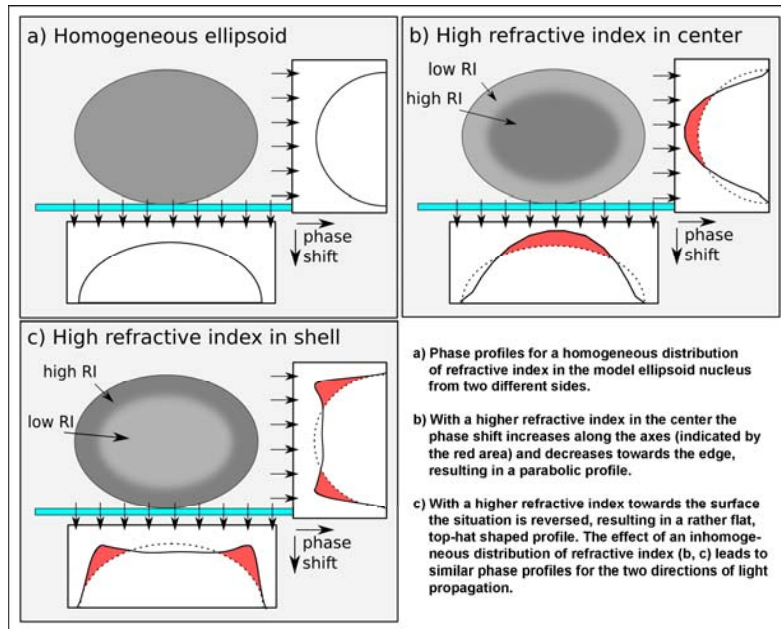 a) Homogeneous ellipsoid
phase
shift
b) High refractive index in center
low RI
high RI
phase
shift
c) High refractive index in shell
high RI
low RI
phase
shift
a) Phase profiles for a homogeneous distribution
of refractive index in the model ellipsoid nucleus
from two different sides.
b) With a higher refractive index in the center the
phase shift increases along the axes (indicated by
the red area) and decreases towards the edge,
resulting in a parabolic profile.
c) With a higher refractive index towards the surface
the situation is reversed, resulting in a rather flat,
top-hat shaped profile. The effect of an inhomoge-
neous distribution of refractive index (b, c) leads to
similar phase profiles for the two directions of light
propagation.